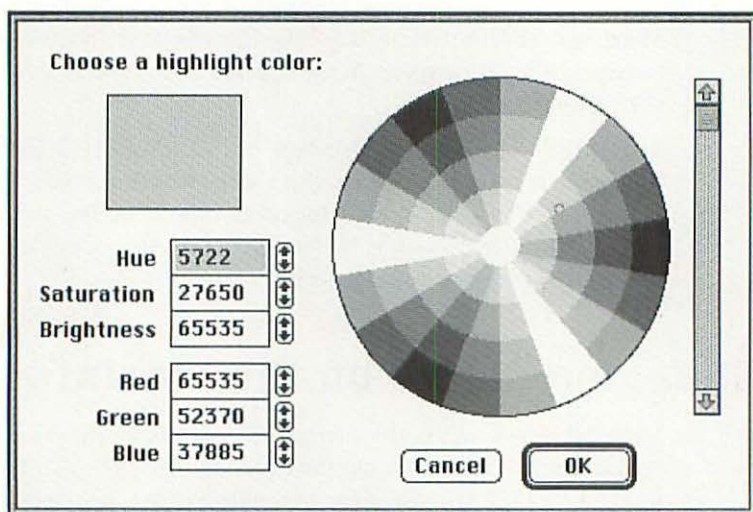 Choose a highlight color:
Hue 5722
Saturation 27650
Brightness 65535
Red 65535
Green 52370
Blue 37885
Cancel OK